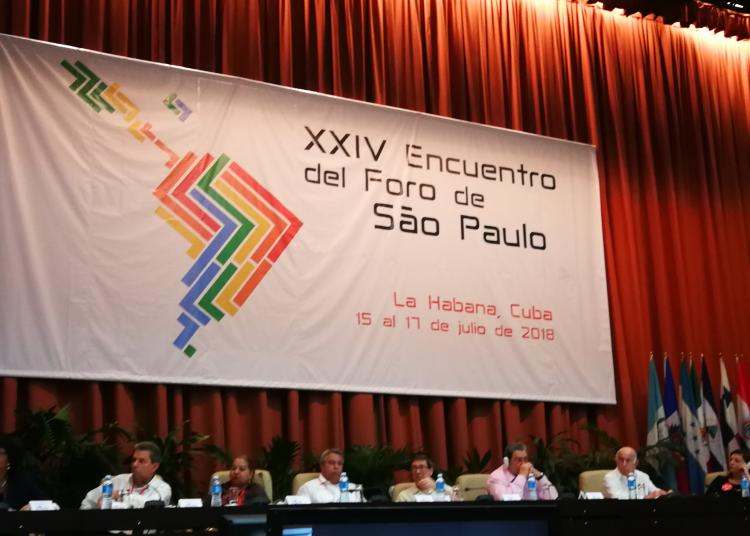 XXIV Encuentro
del Foro de
São Paulo
La Habana, Cuba
15 al 17 de julio de 2018